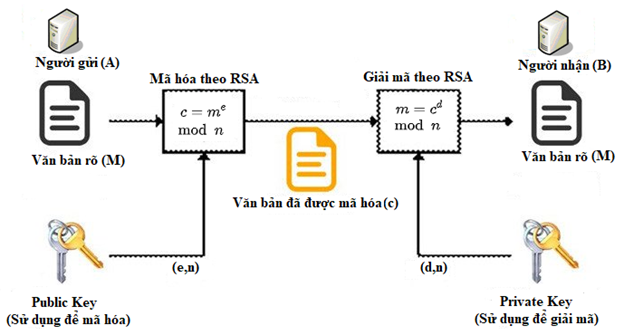 Người gửi (A)
Người nhận (B)
Mã hóa theo RSA
Giải mã theo RSA
c = mᵉ
mod n
m = cᵈ
mod n
Văn bản rõ (M)
Văn bản rõ (M)
Văn bản đã được mã hóa(c)
(e,n)
(d,n)
Public Key
(Sử dụng để mã hóa)
Private Key
(Sử dụng để giải mã)